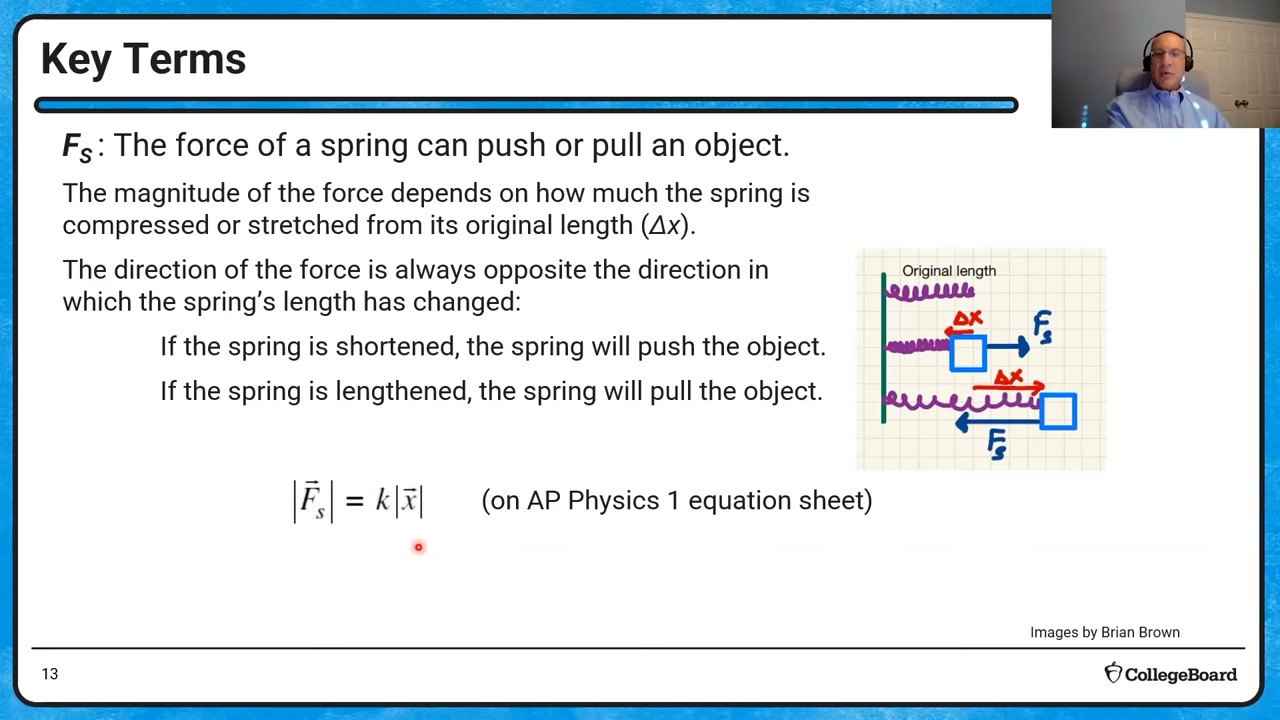 Key Terms
Fₛ : The force of a spring can push or pull an object.
The magnitude of the force depends on how much the spring is
compressed or stretched from its original length (Δx).
The direction of the force is always opposite the direction in
which the spring’s length has changed:
If the spring is shortened, the spring will push the object.
If the spring is lengthened, the spring will pull the object.
Original length
Δx
Fₛ
Δx
Fₛ
|F⃗ₛ| = k|x⃗| (on AP Physics 1 equation sheet)
Images by Brian Brown
13
CollegeBoard